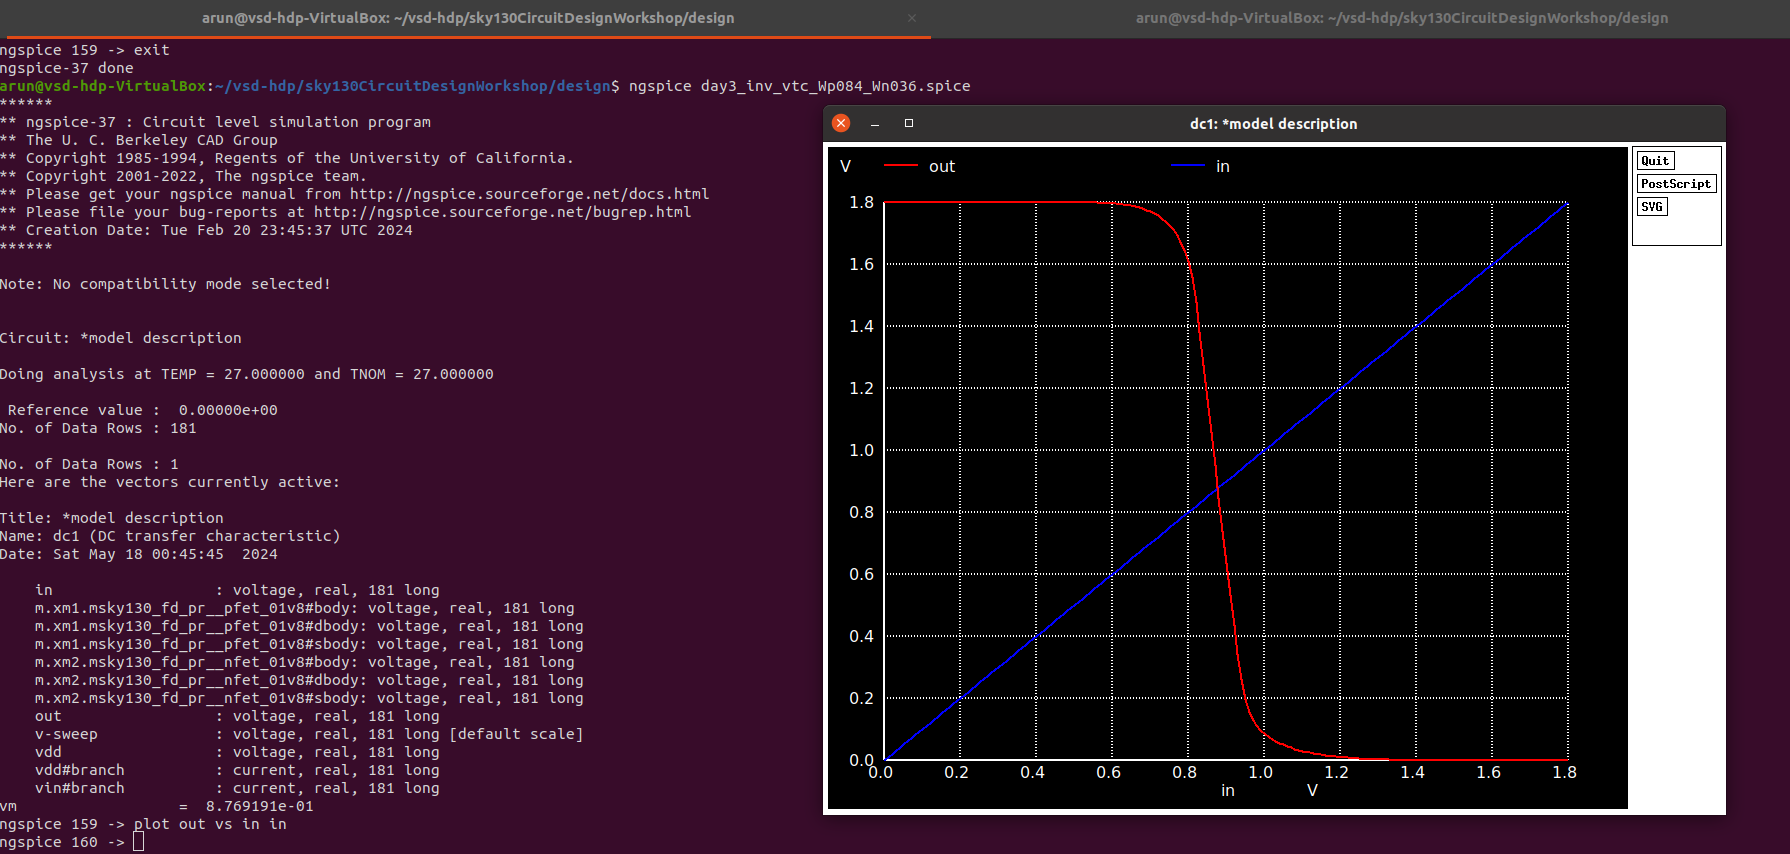 arun@vsd-hdp-VirtualBox: ~/vsd-hdp/sky130CircuitDesignWorkshop/design
×
arun@vsd-hdp-VirtualBox: ~/vsd-hdp/sky130CircuitDesignWorkshop/design
ngspice 159 -> exit
ngspice-37 done
arun@vsd-hdp-VirtualBox:~/vsd-hdp/sky130CircuitDesignWorkshop/design$ ngspice day3_inv_vtc_Wp084_Wn036.spice
******
** ngspice-37 : Circuit level simulation program
** The U. C. Berkeley CAD Group
** Copyright 1985-1994, Regents of the University of California.
** Copyright 2001-2022, The ngspice team.
** Please get your ngspice manual from http://ngspice.sourceforge.net/docs.html
** Please file your bug-reports at http://ngspice.sourceforge.net/bugrep.html
** Creation Date: Tue Feb 20 23:45:37 UTC 2024
******
Note: No compatibility mode selected!
Circuit: *model description
Doing analysis at TEMP = 27.000000 and TNOM = 27.000000
Reference value :  0.00000e+00
No. of Data Rows : 181
No. of Data Rows : 1
Here are the vectors currently active:
Title: *model description
Name: dc1 (DC transfer characteristic)
Date: Sat May 18 00:45:45  2024
in                  : voltage, real, 181 long
m.xm1.msky130_fd_pr__pfet_01v8#body: voltage, real, 181 long
m.xm1.msky130_fd_pr__pfet_01v8#dbody: voltage, real, 181 long
m.xm1.msky130_fd_pr__pfet_01v8#sbody: voltage, real, 181 long
m.xm2.msky130_fd_pr__nfet_01v8#body: voltage, real, 181 long
m.xm2.msky130_fd_pr__nfet_01v8#dbody: voltage, real, 181 long
m.xm2.msky130_fd_pr__nfet_01v8#sbody: voltage, real, 181 long
out                 : voltage, real, 181 long
v-sweep             : voltage, real, 181 long [default scale]
vdd                 : voltage, real, 181 long
vdd#branch          : current, real, 181 long
vin#branch          : current, real, 181 long
vm                  =  8.769191e-01
ngspice 159 -> plot out vs in in
ngspice 160 ->
dc1: *model description
Quit
PostScript
SVG
V out in
1.8
1.6
1.4
1.2
1.0
0.8
0.6
0.4
0.2
0.0
0.0 0.2 0.4 0.6 0.8 1.0 1.2 1.4 1.6 1.8
in V